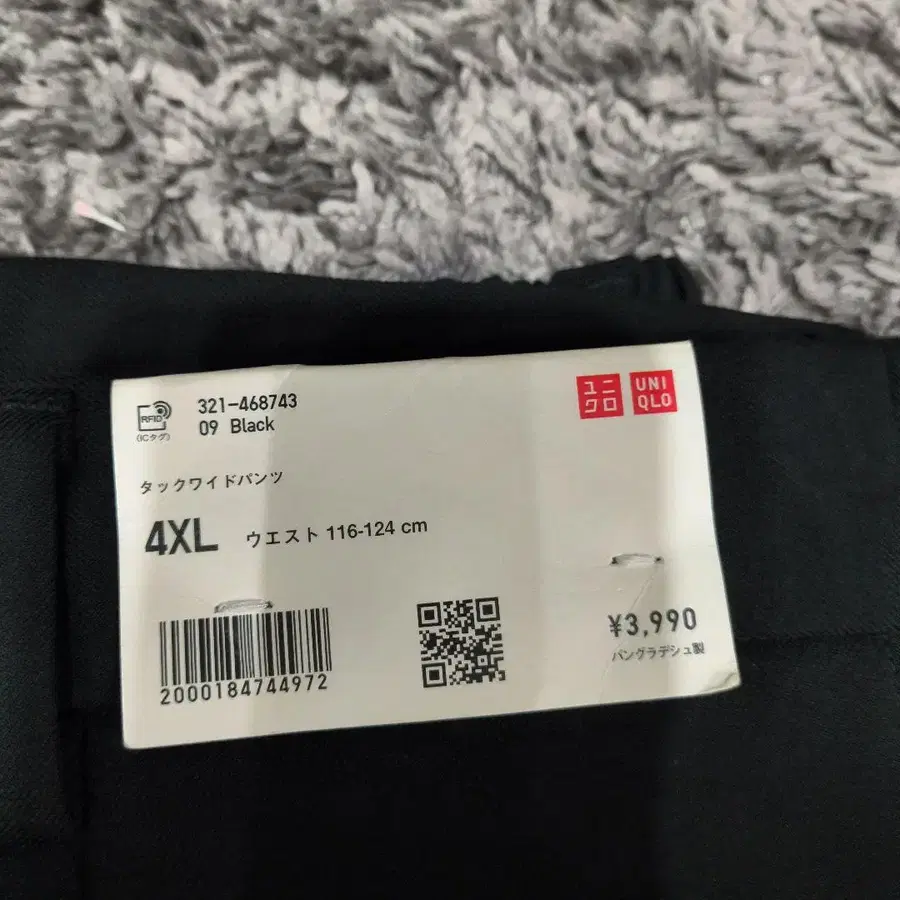 RFID
(ICタグ)
321-468743
09 Black
ユニ
クロ
UNI
QLO
タックワイドパンツ
4XL ウエスト 116-124 cm
2000184744972
¥3,990
バングラデシュ製